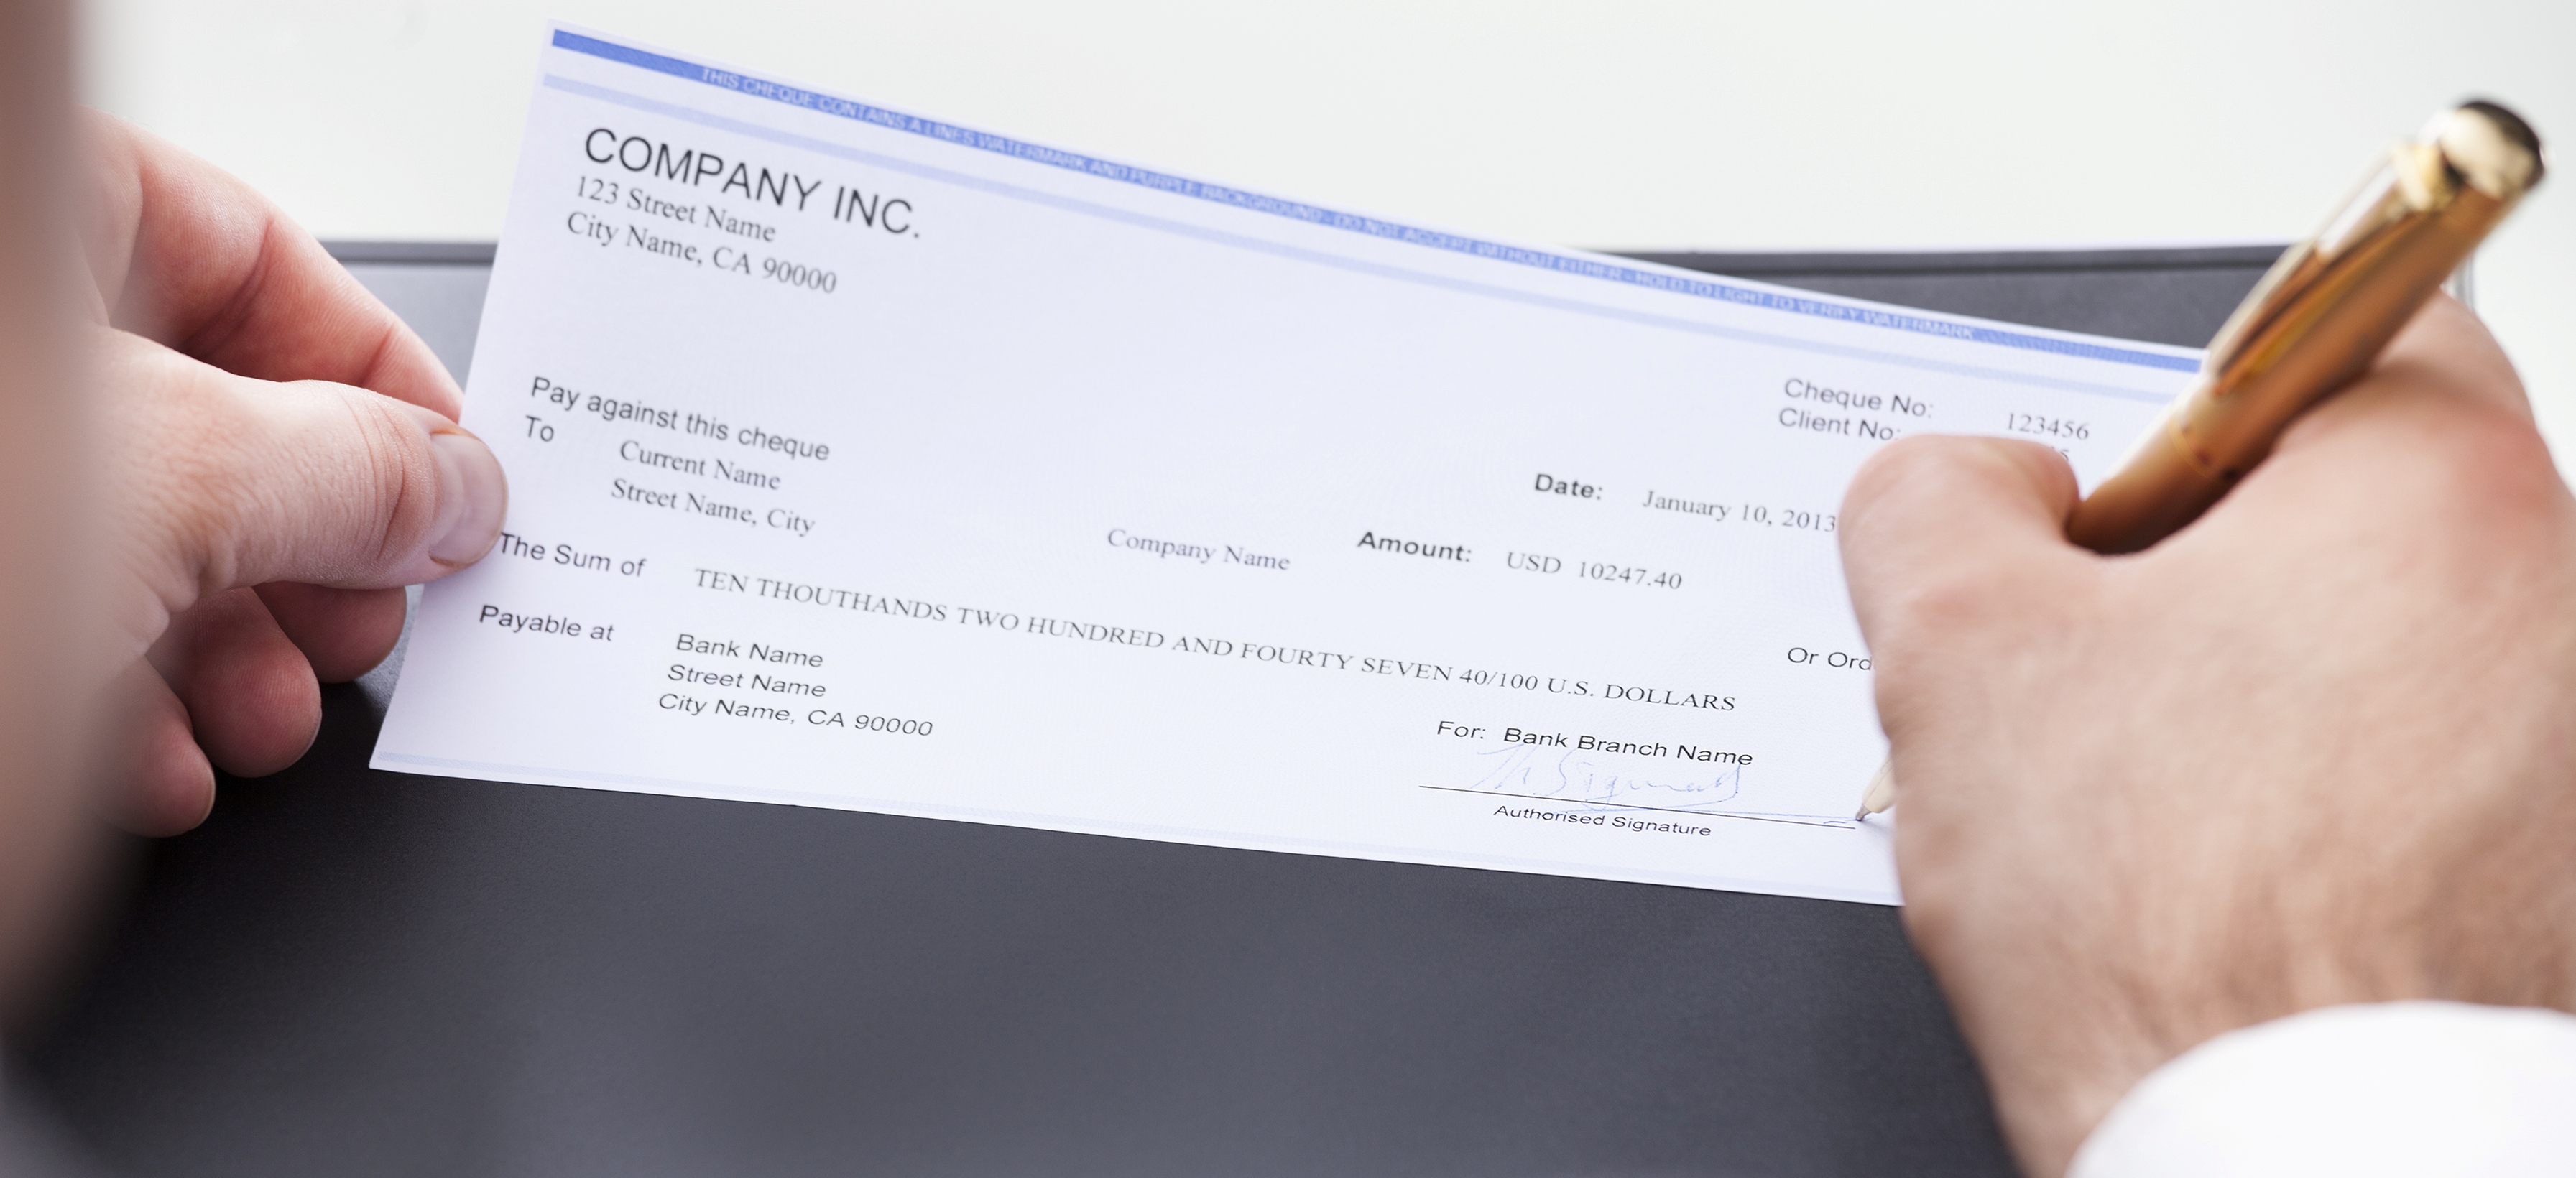 THIS CHEQUE CONTAINS A LINES WATERMARK AND PURPLE BACKGROUND - DO NOT ACCEPT WITHOUT EITHER - HOLD TO LIGHT TO VERIFY WATERMARK
COMPANY INC.
123 Street Name
City Name, CA 90000
Cheque No: 123456
Client No:
Pay against this cheque
To
Current Name
Street Name, City
Date: January 10, 2013
Company Name
Amount: USD 10247.40
The Sum of TEN THOUTHANDS TWO HUNDRED AND FOURTY SEVEN 40/100 U.S. DOLLARS
Or
Payable at
Bank Name
Street Name
City Name, CA 90000
For: Bank Branch Name
Authorised Signature